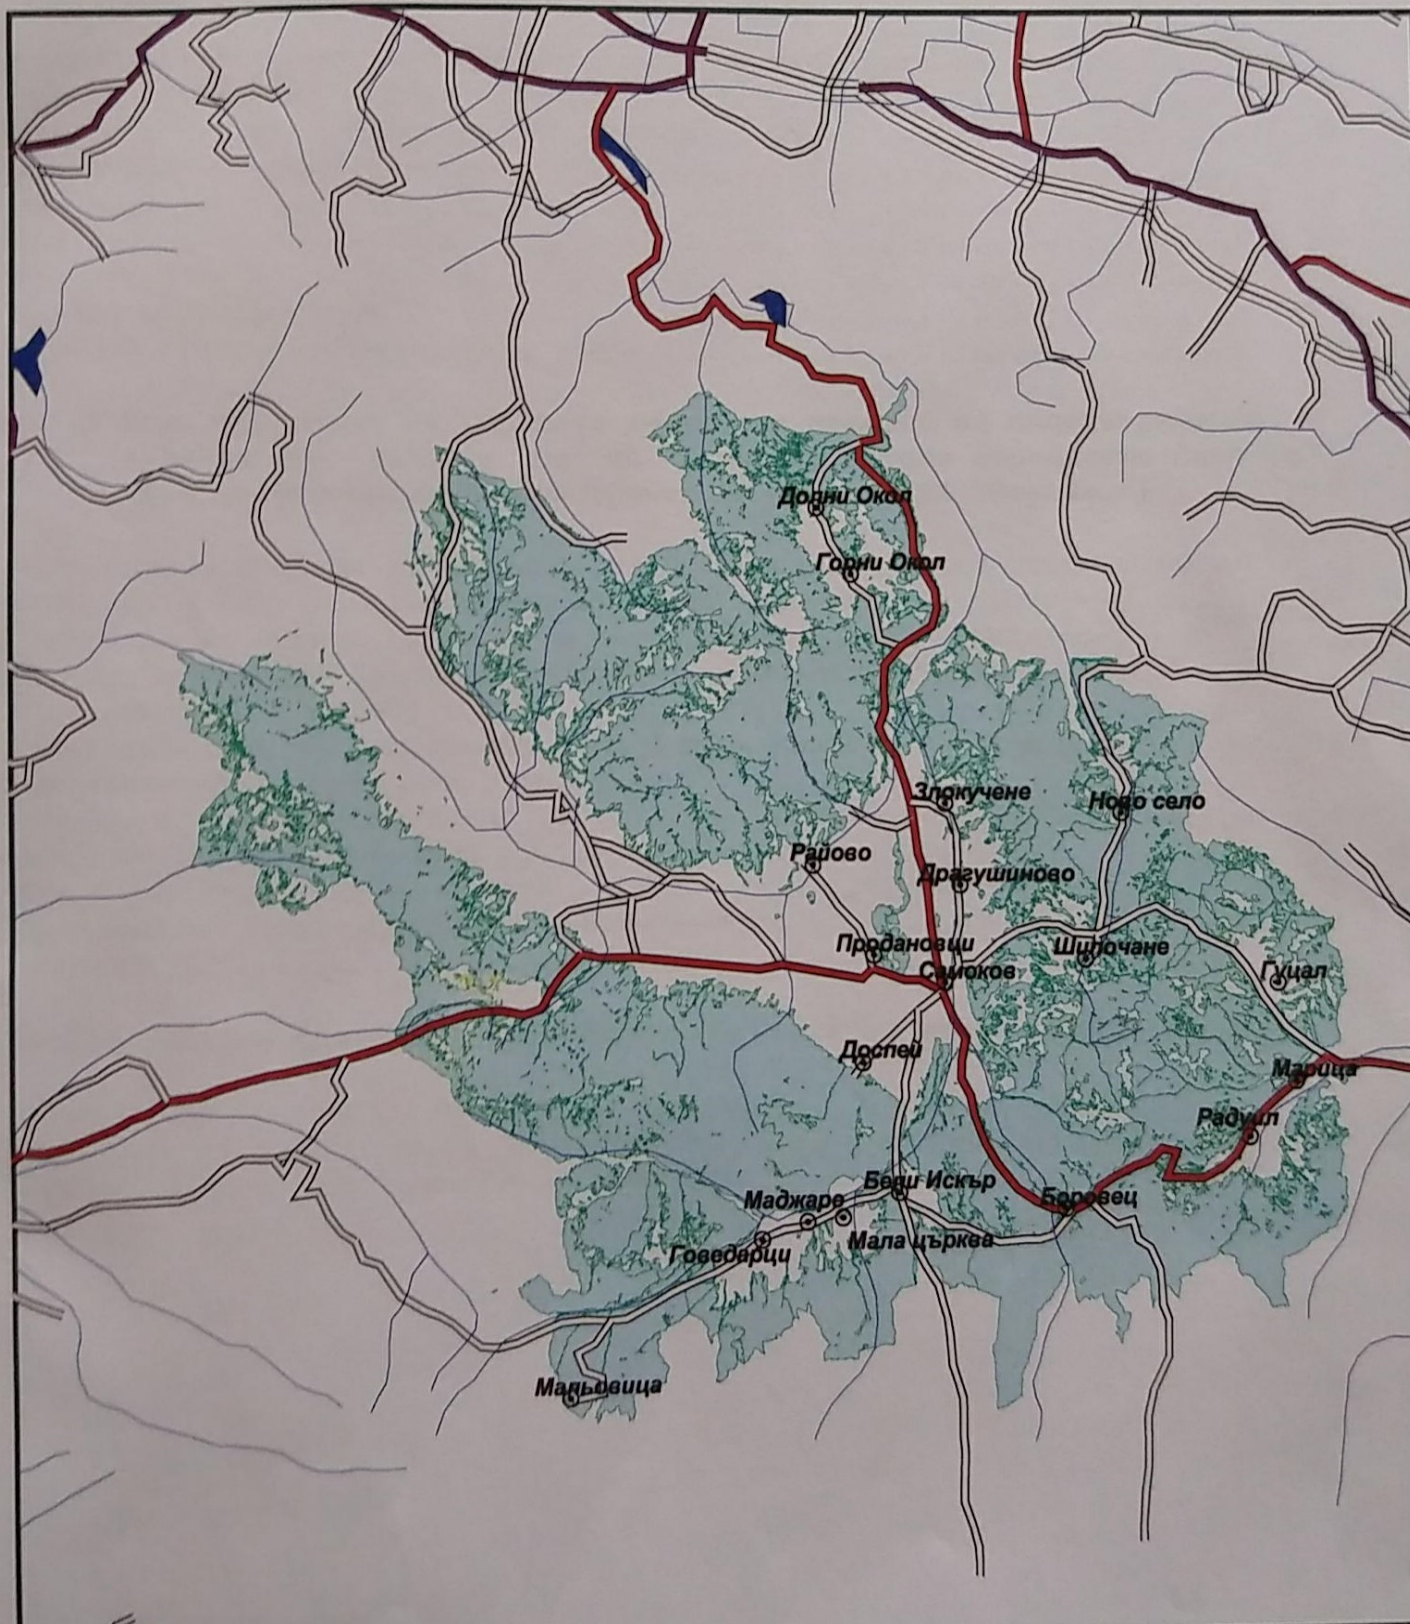 Долни Окол
Горни Окол
Злокучене
Ново село
Райово
Драгушиново
Продановци
Шипочане
Самоков
Гуцал
Доспей
Марица
Радуил
Бели Искър
Маджаре
Боровец
Мала църква
Говедарци
Мальовица